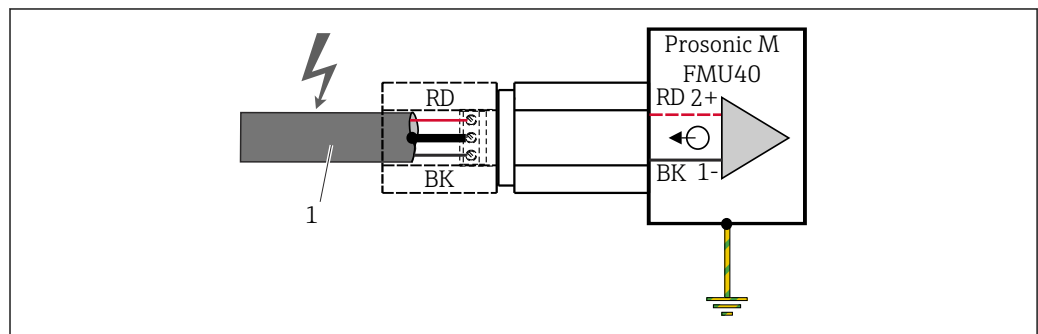 Prosonic M
FMU40
RD
RD 2+
BK
BK 1-
1